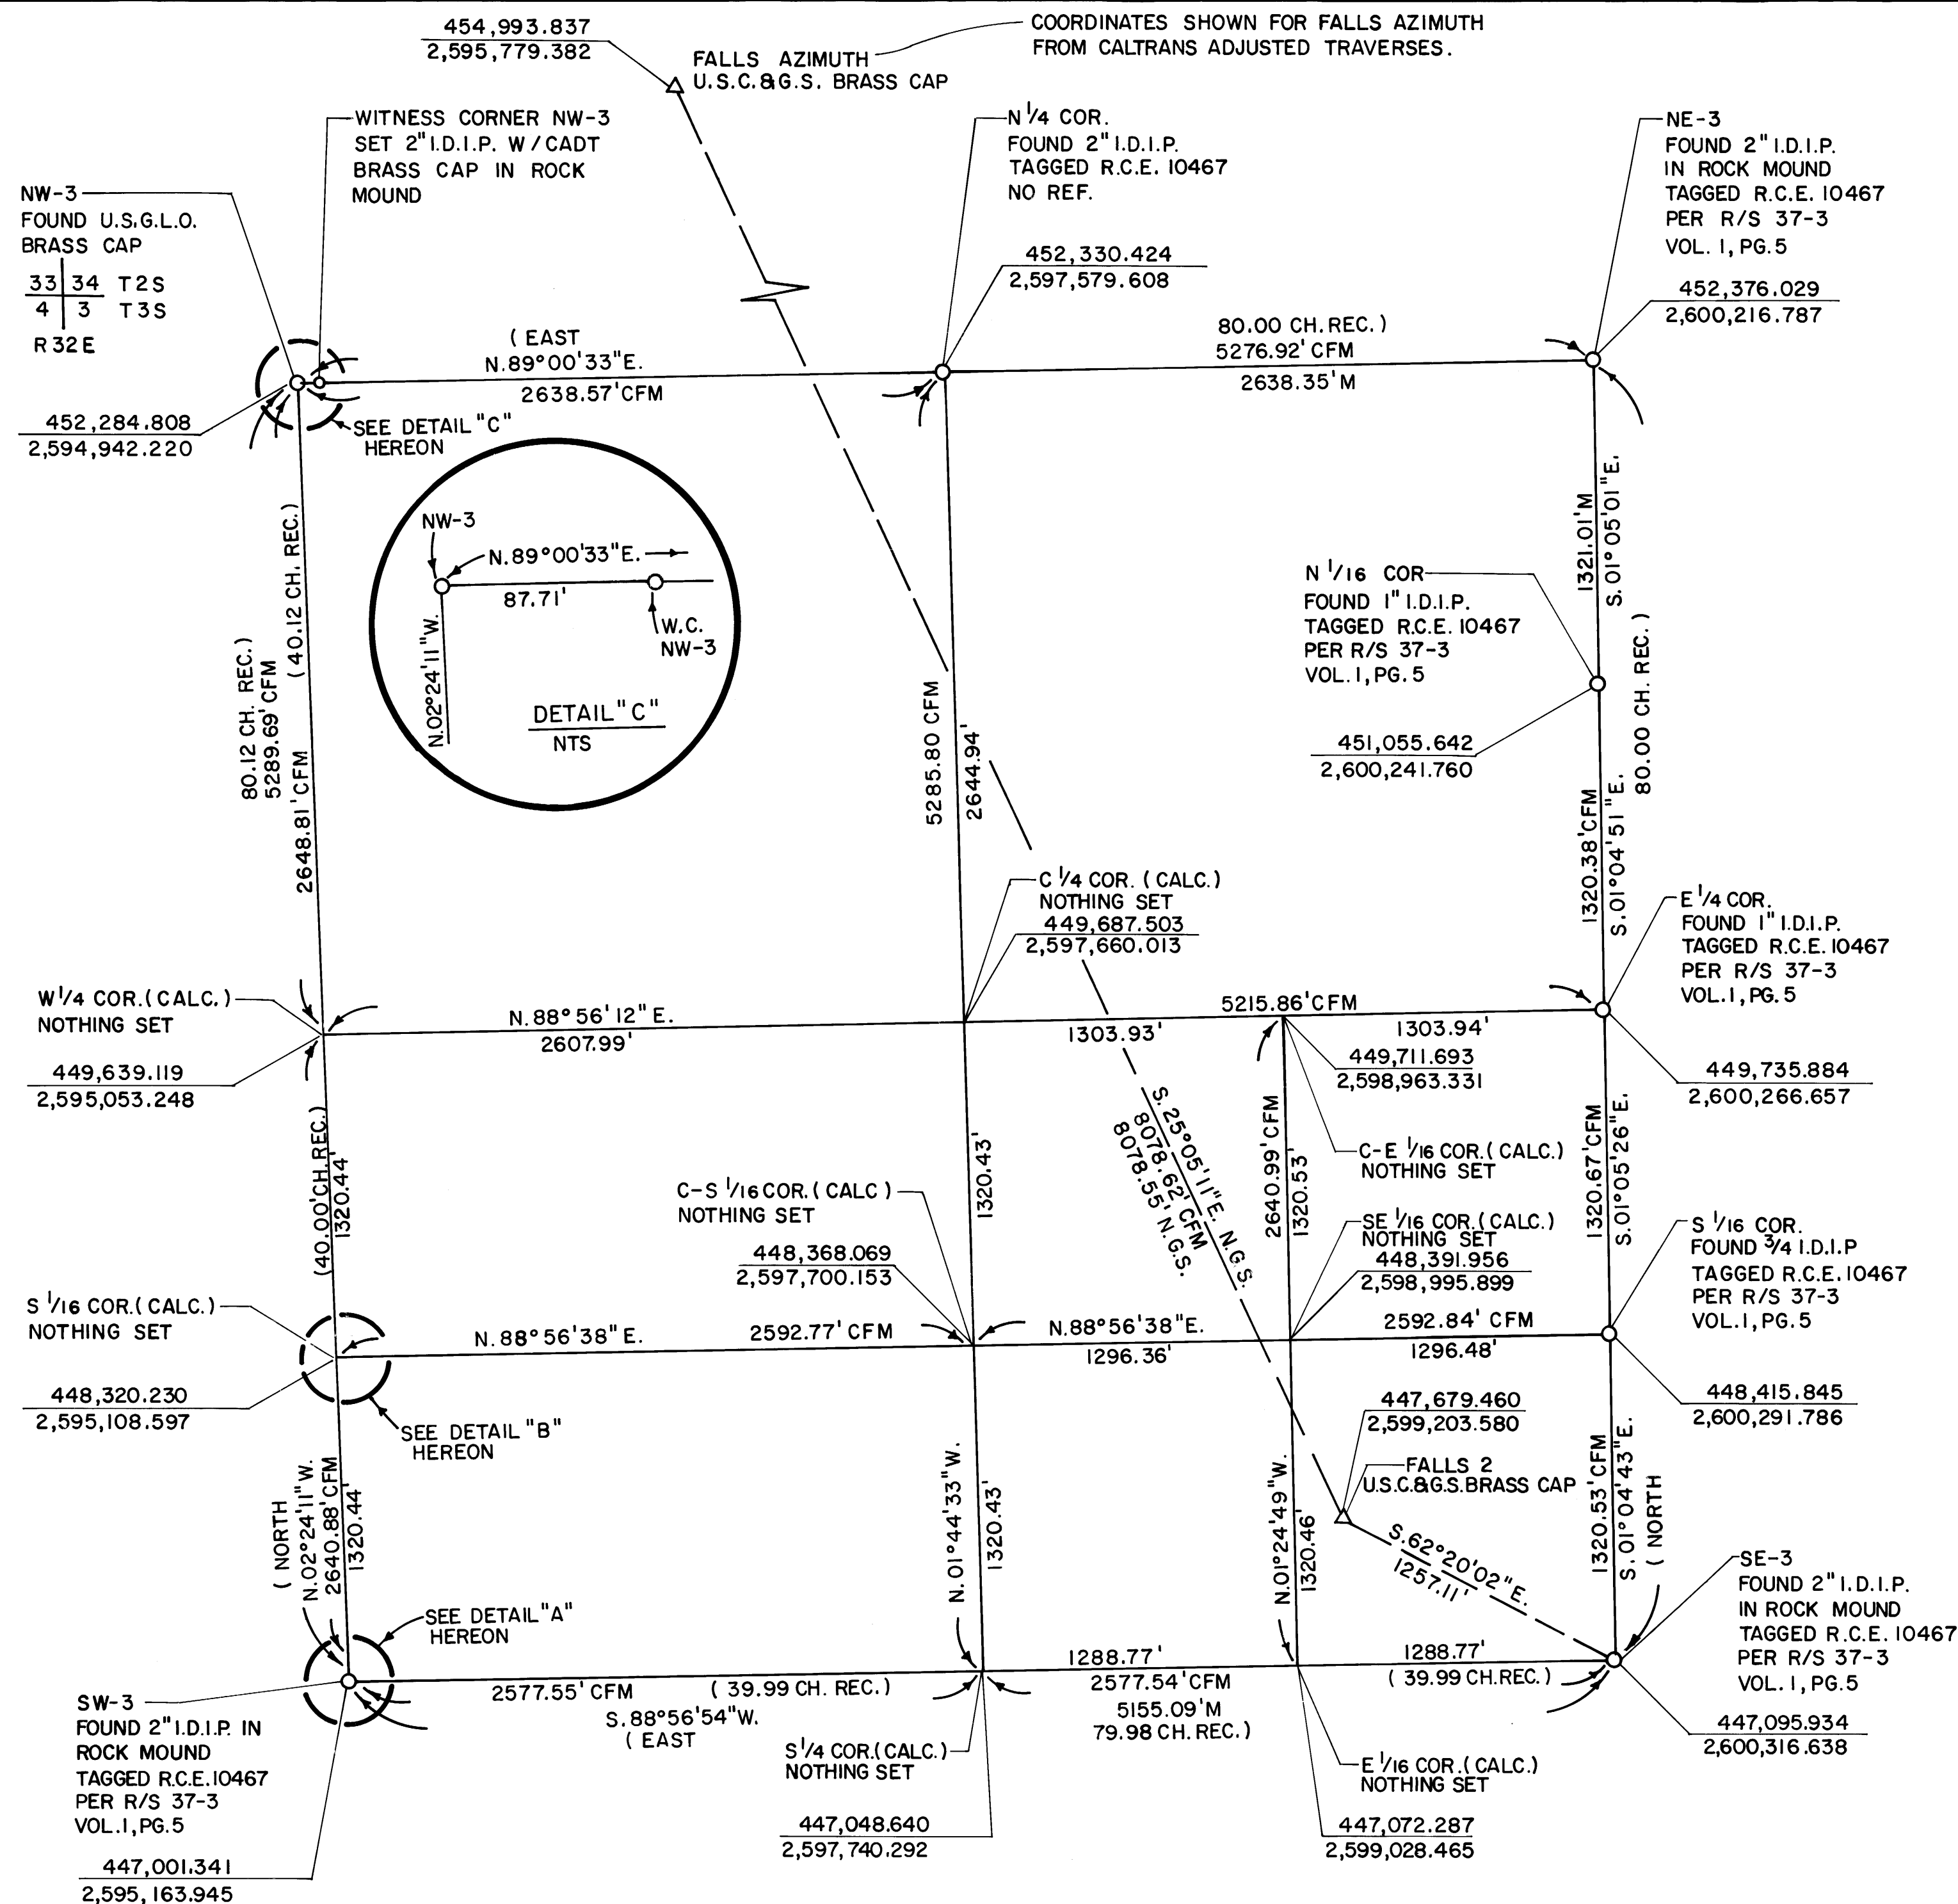 454,993.837
2,595,779.382
FALLS AZIMUTH
U.S.C.&G.S. BRASS CAP
COORDINATES SHOWN FOR FALLS AZIMUTH
FROM CALTRANS ADJUSTED TRAVERSES.
WITNESS CORNER NW-3
SET 2" I.D.I.P. W/CADT
BRASS CAP IN ROCK
MOUND
N 1/4 COR.
FOUND 2" I.D.I.P.
TAGGED R.C.E. 10467
NO REF.
NE-3
FOUND 2" I.D.I.P.
IN ROCK MOUND
TAGGED R.C.E. 10467
PER R/S 37-3
VOL. 1, PG.5
NW-3
FOUND U.S.G.L.O.
BRASS CAP
33 34 T2S
4 3 T3S
R32E
452,330.424
2,597,579.608
452,376.029
2,600,216.787
( EAST
N.89°00'33"E.
2638.57' CFM
80.00 CH.REC.)
5276.92' CFM
2638.35' M
452,284.808
2,594,942.220
SEE DETAIL "C"
HEREON
NW-3
N.89°00'33"E.
87.71'
W.C.
NW-3
N.02°24'11"W.
DETAIL "C"
NTS
80.12 CH. REC.)
5289.69' CFM
(40.12 CH. REC.)
2648.81' CFM
5285.80 CFM
2644.94'
1321.01'M
S.01°05'01"E.
N 1/16 COR
FOUND 1" I.D.I.P.
TAGGED R.C.E. 10467
PER R/S 37-3
VOL.1, PG.5
451,055.642
2,600,241.760
80.00 CH. REC.)
1320.38' CFM
S.01°04'51"E.
C 1/4 COR. (CALC.)
NOTHING SET
449,687.503
2,597,660.013
E 1/4 COR.
FOUND 1" I.D.I.P.
TAGGED R.C.E. 10467
PER R/S 37-3
VOL.1, PG.5
W 1/4 COR.(CALC.)
NOTHING SET
449,639.119
2,595,053.248
N.88°56'12"E.
2607.99'
5215.86' CFM
1303.93'
1303.94'
449,711.693
2,598,963.331
449,735.884
2,600,266.657
C-E 1/16 COR.(CALC.)
NOTHING SET
(40.00'CH.REC.)
1320.44'
1320.43'
S. 25°05'11"E. N.G.S.
8078.62' CFM
8078.55' N.G.S.
2640.99' CFM
1320.53'
1320.67' CFM
S.01°05'26"E.
C-S 1/16 COR.(CALC)
NOTHING SET
448,368.069
2,597,700.153
SE 1/16 COR.(CALC.)
NOTHING SET
448,391.956
2,598,995.899
S 1/16 COR.
FOUND 3/4 I.D.I.P
TAGGED R.C.E. 10467
PER R/S 37-3
VOL.1, PG.5
S 1/16 COR.(CALC.)
NOTHING SET
448,320.230
2,595,108.597
N.88°56'38"E.
2592.77' CFM
N.88°56'38"E.
1296.36'
2592.84' CFM
1296.48'
448,415.845
2,600,291.786
SEE DETAIL "B"
HEREON
447,679.460
2,599,203.580
FALLS 2
U.S.C.&G.S. BRASS CAP
( NORTH
N.02°24'11"W.
2640.88' CFM
1320.44'
N.01°44'33"W.
1320.43'
N.01°24'49"W.
1320.46'
S.62°20'02"E.
1257.11'
1320.53' CFM
S.01°04'43"E.
( NORTH
SE-3
FOUND 2" I.D.I.P.
IN ROCK MOUND
TAGGED R.C.E. 10467
PER R/S 37-3
VOL. 1, PG.5
SEE DETAIL "A"
HEREON
2577.55' CFM
( 39.99 CH. REC.)
S.88°56'54"W.
( EAST
1288.77'
2577.54' CFM
5155.09' M
79.98 CH. REC.)
1288.77'
( 39.99 CH.REC.)
SW-3
FOUND 2" I.D.I.P. IN
ROCK MOUND
TAGGED R.C.E. 10467
PER R/S 37-3
VOL.1, PG.5
447,001.341
2,595,163.945
S 1/4 COR.(CALC.)
NOTHING SET
447,048.640
2,597,740.292
E 1/16 COR.(CALC.)
NOTHING SET
447,072.287
2,599,028.465
447,095.934
2,600,316.638